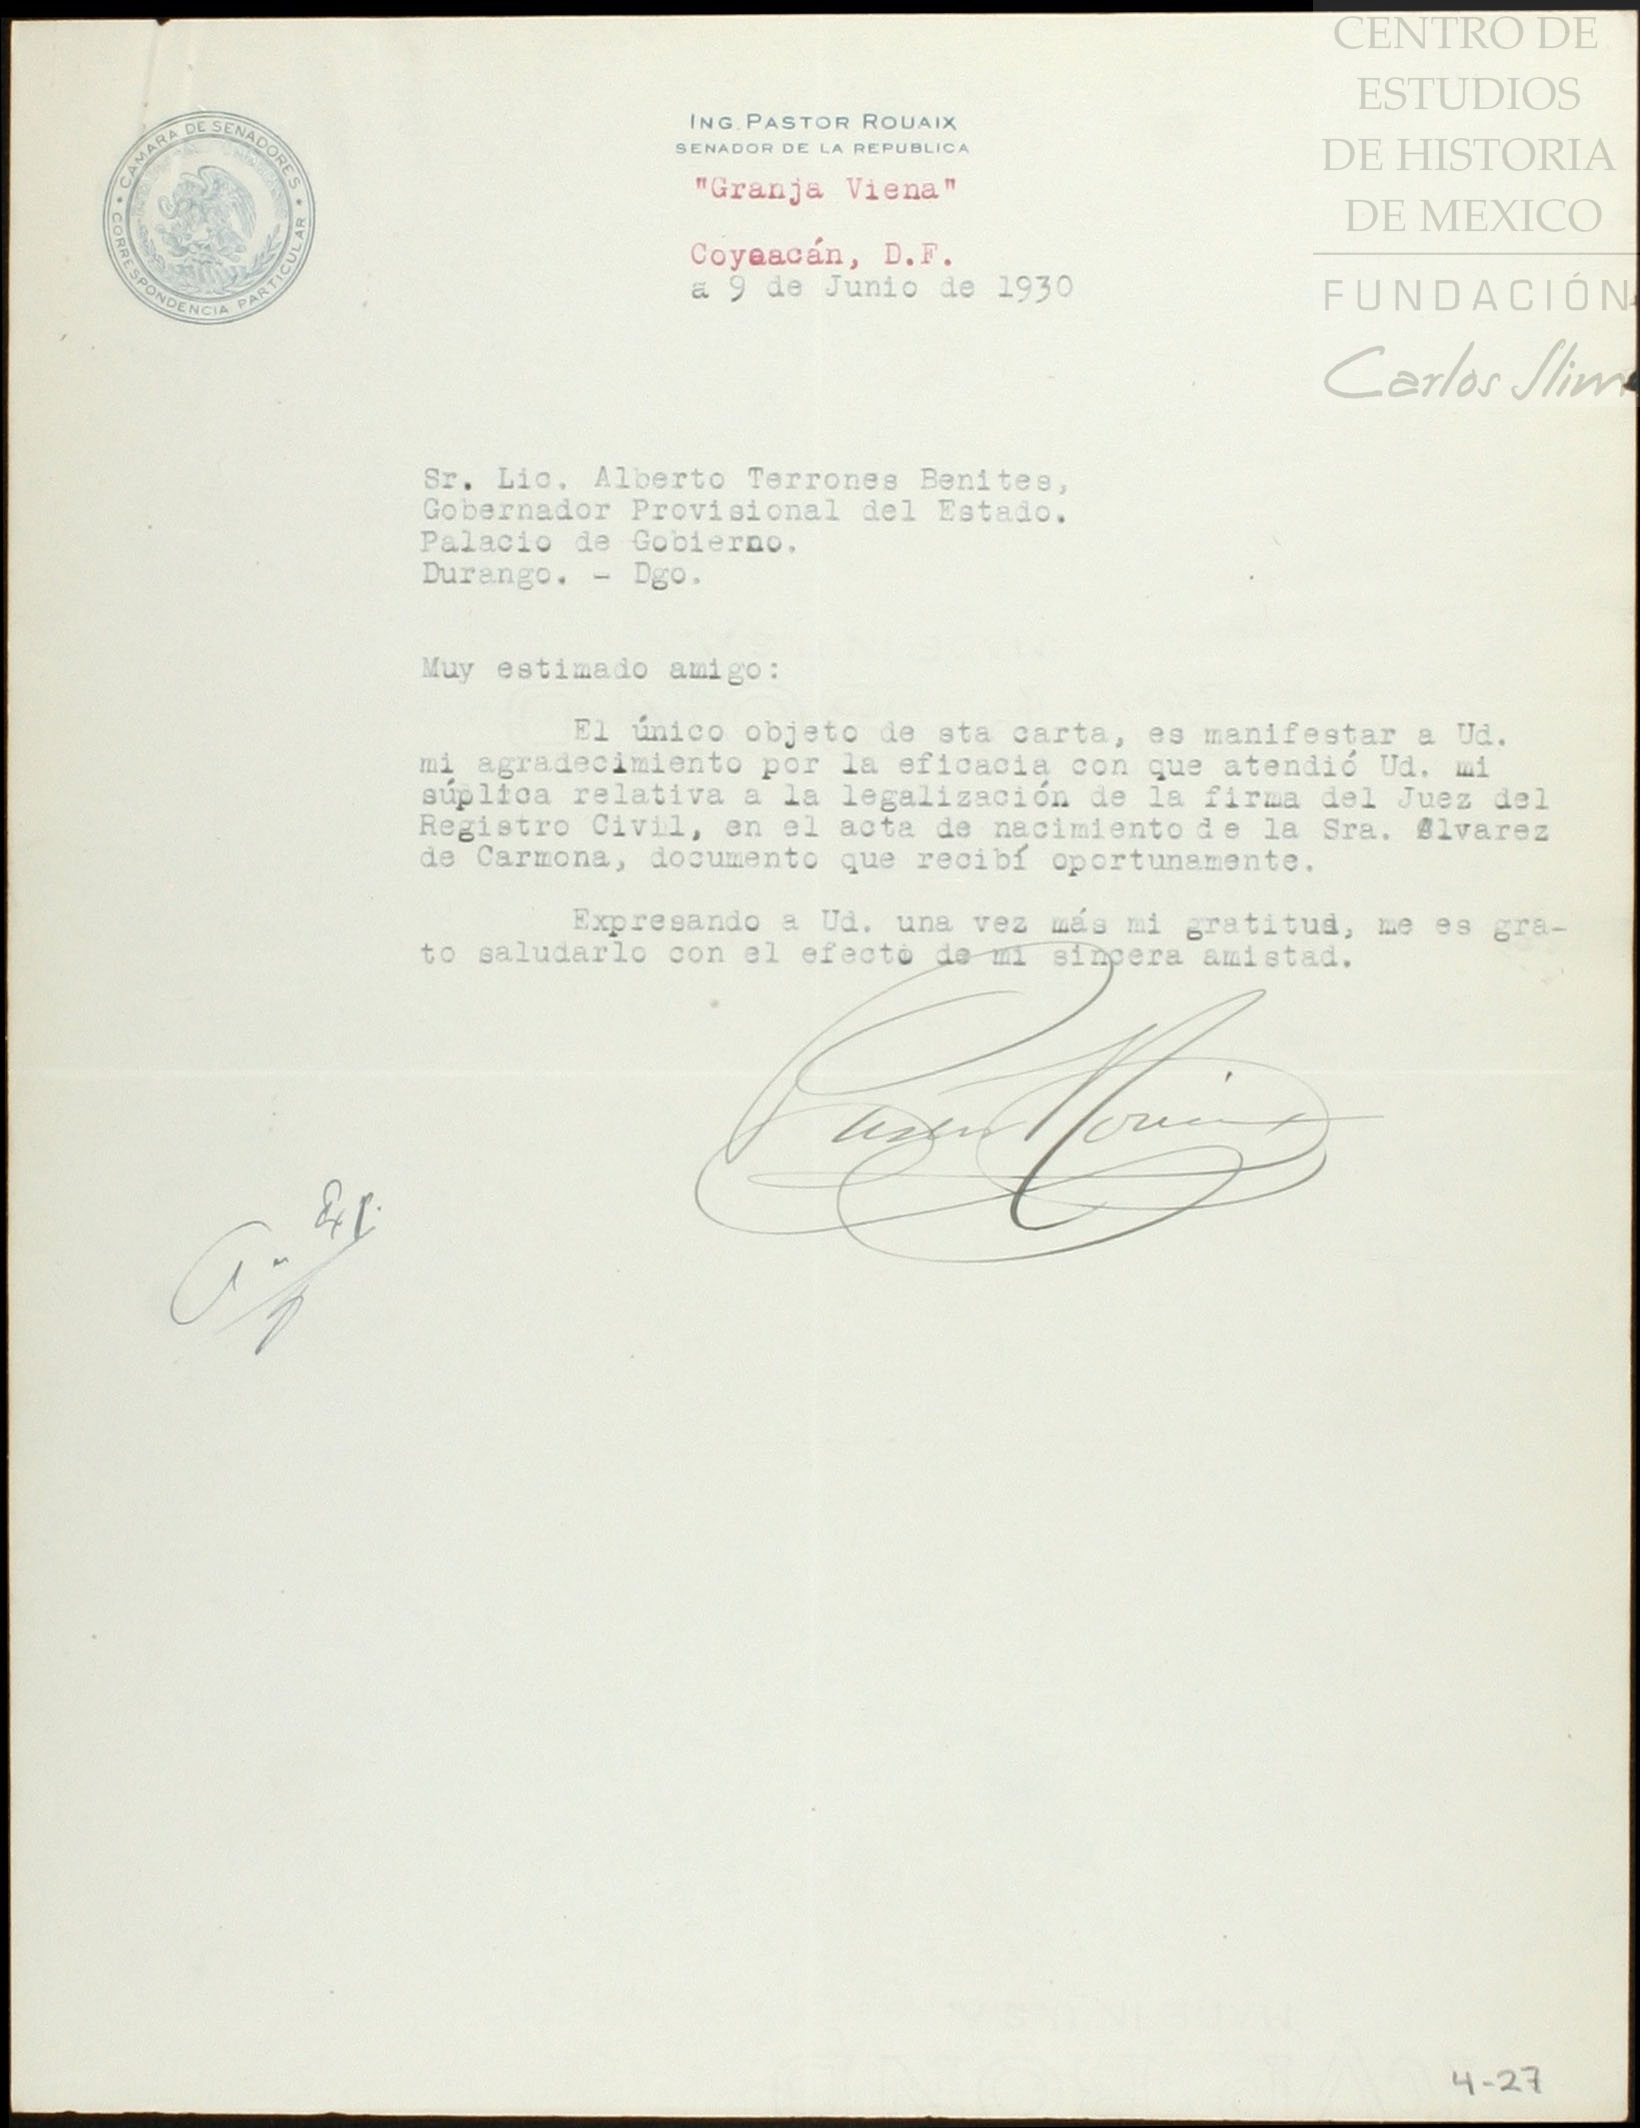 CENTRO DE
ESTUDIOS
DE HISTORIA
DE MEXICO
FUNDACIÓN
Carlos Slim
CAMARA DE SENADORES
CORRESPONDENCIA PARTICULAR
ING. PASTOR ROUAIX
SENADOR DE LA REPUBLICA
"Granja Viena"
Coyoacán, D.F.
a 9 de Junio de 1930
Sr. Lic. Alberto Terrones Benites,
Gobernador Provisional del Estado.
Palacio de Gobierno.
Durango. - Dgo.
Muy estimado amigo:
El único objeto de sta carta, es manifestar a Ud.
mi agradecimiento por la eficacia con que atendió Ud. mi
súplica relativa a la legalización de la firma del Juez del
Registro Civil, en el acta de nacimiento de la Sra. Alvarez
de Carmona, documento que recibí oportunamente.
Expresando a Ud. una vez más mi gratitud, me es gra-
to saludarlo con el efecto de mi sincera amistad.
Pastor Rouaix
4-27